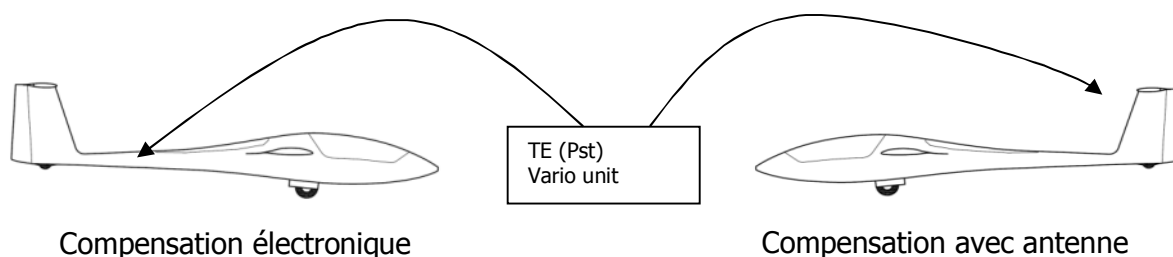 TE (Pst)
Vario unit
Compensation électronique
Compensation avec antenne